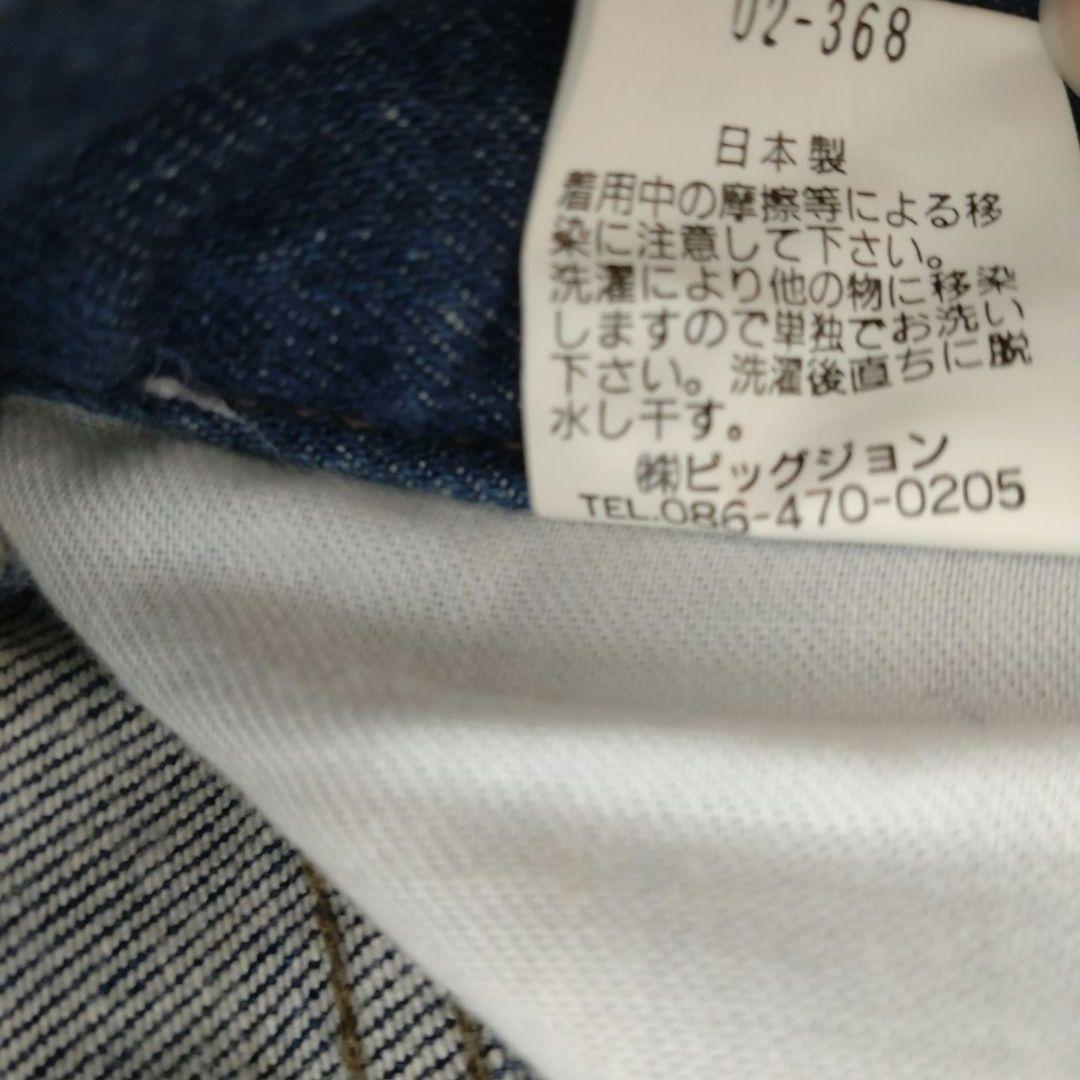 02-368
日本製
着用中の摩擦等による移
染に注意して下さい。
洗濯により他の物に移染
しますので単独でお洗い
下さい。洗濯後直ちに脱
水し干す。
㈱ビッグジョン
TEL.086-470-0205